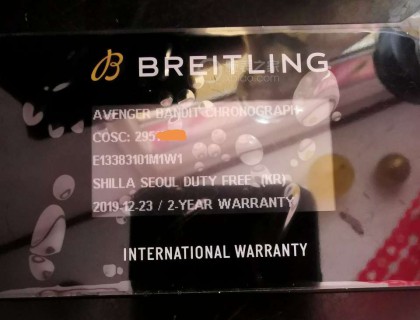 B BREITLING
AVENGER BANDIT CHRONOGRAPH
COSC: 295
E13383101M1W1
SHILLA SEOUL DUTY FREE (KR)
2019-12-23 / 2-YEAR WARRANTY
INTERNATIONAL WARRANTY